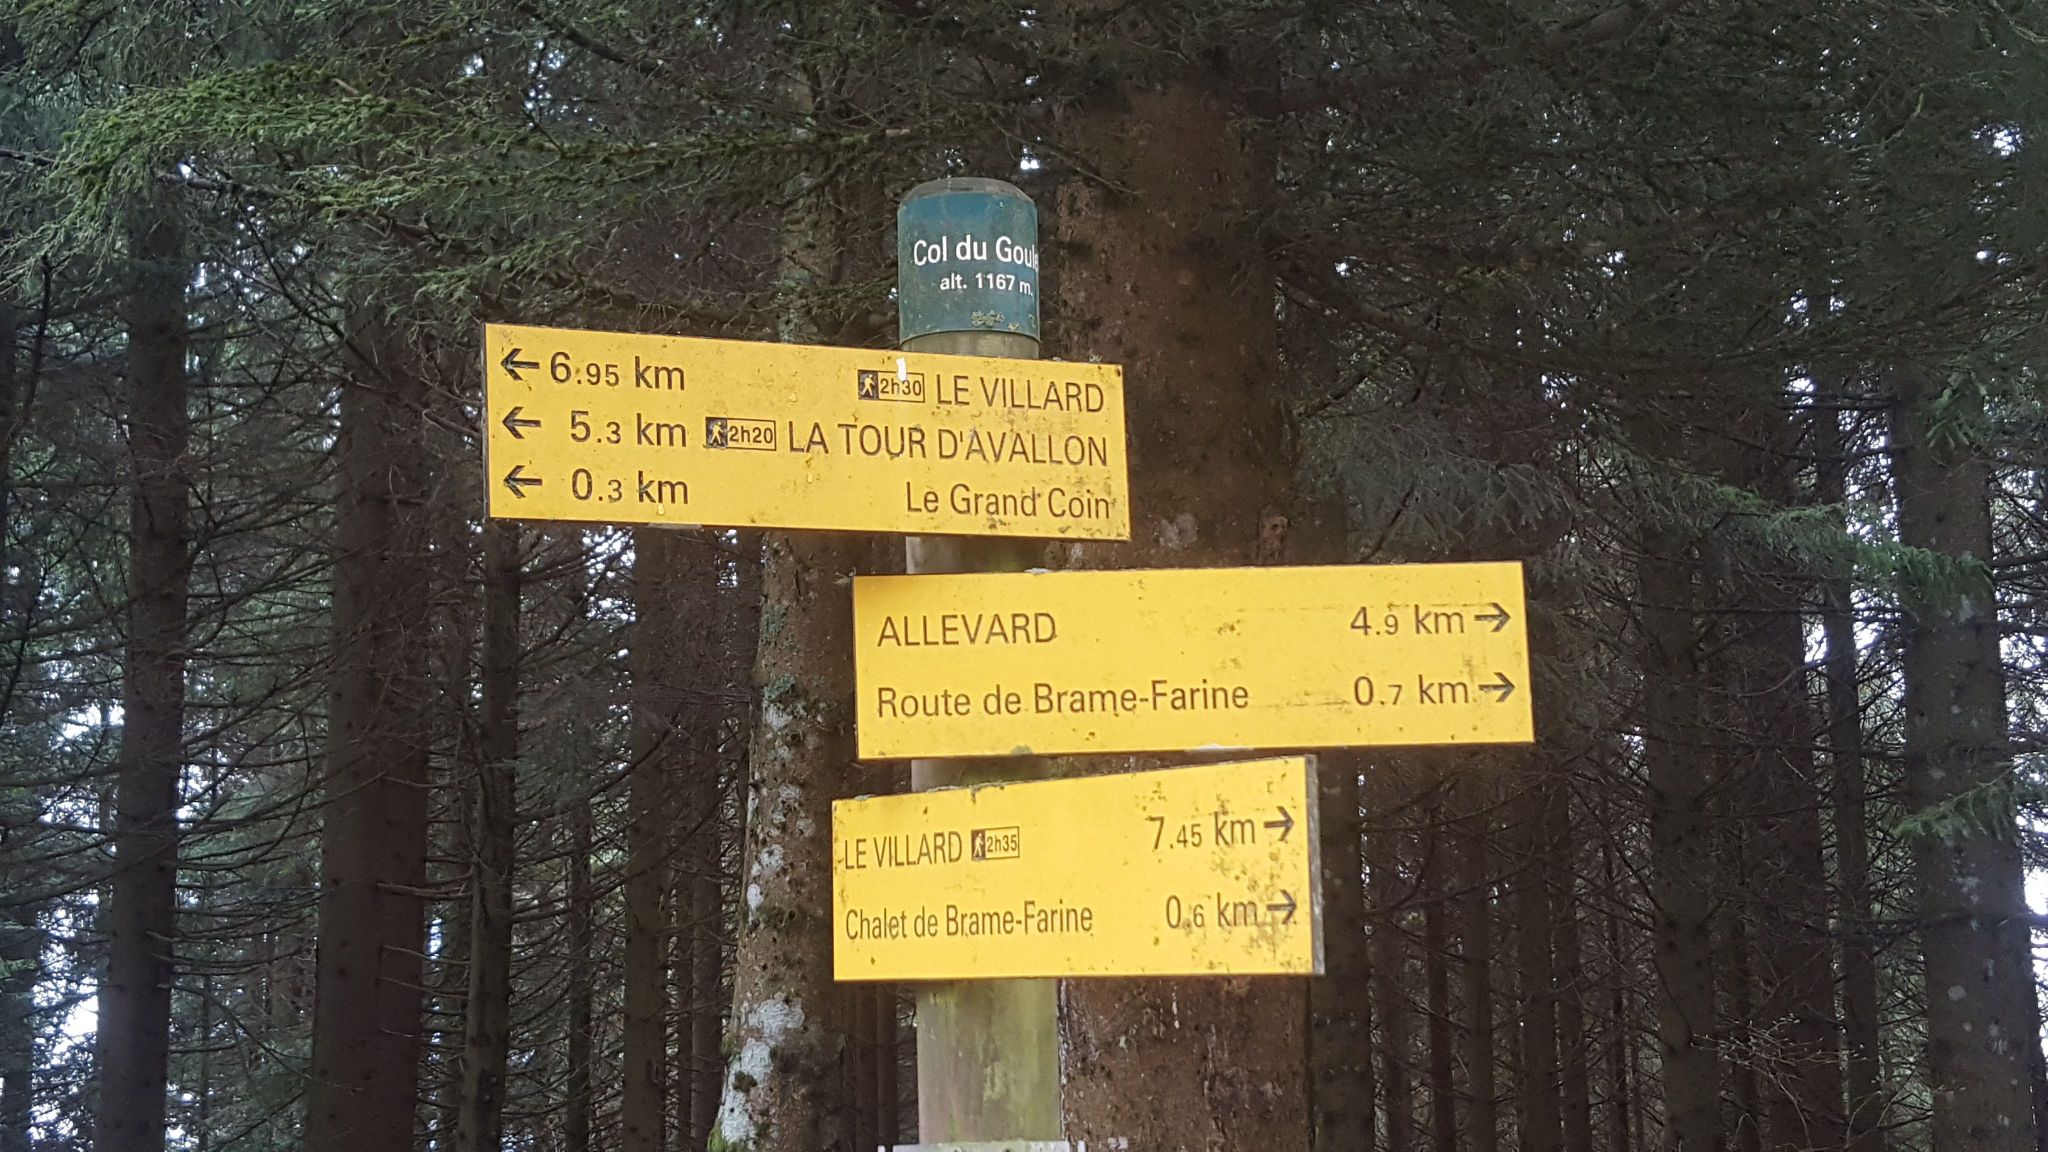 Col du
alt. 1167 m.
← 6.95 km 2h30 LE VILLARD
← 5.3 km 2h20 LA TOUR D'AVALLON
← 0.3 km Le Grand Coin
ALLEVARD 4.9 km →
Route de Brame-Farine 0.7 km →
LE VILLARD 2h35 7.45 km →
Chalet de Brame-Farine 0.6 km →